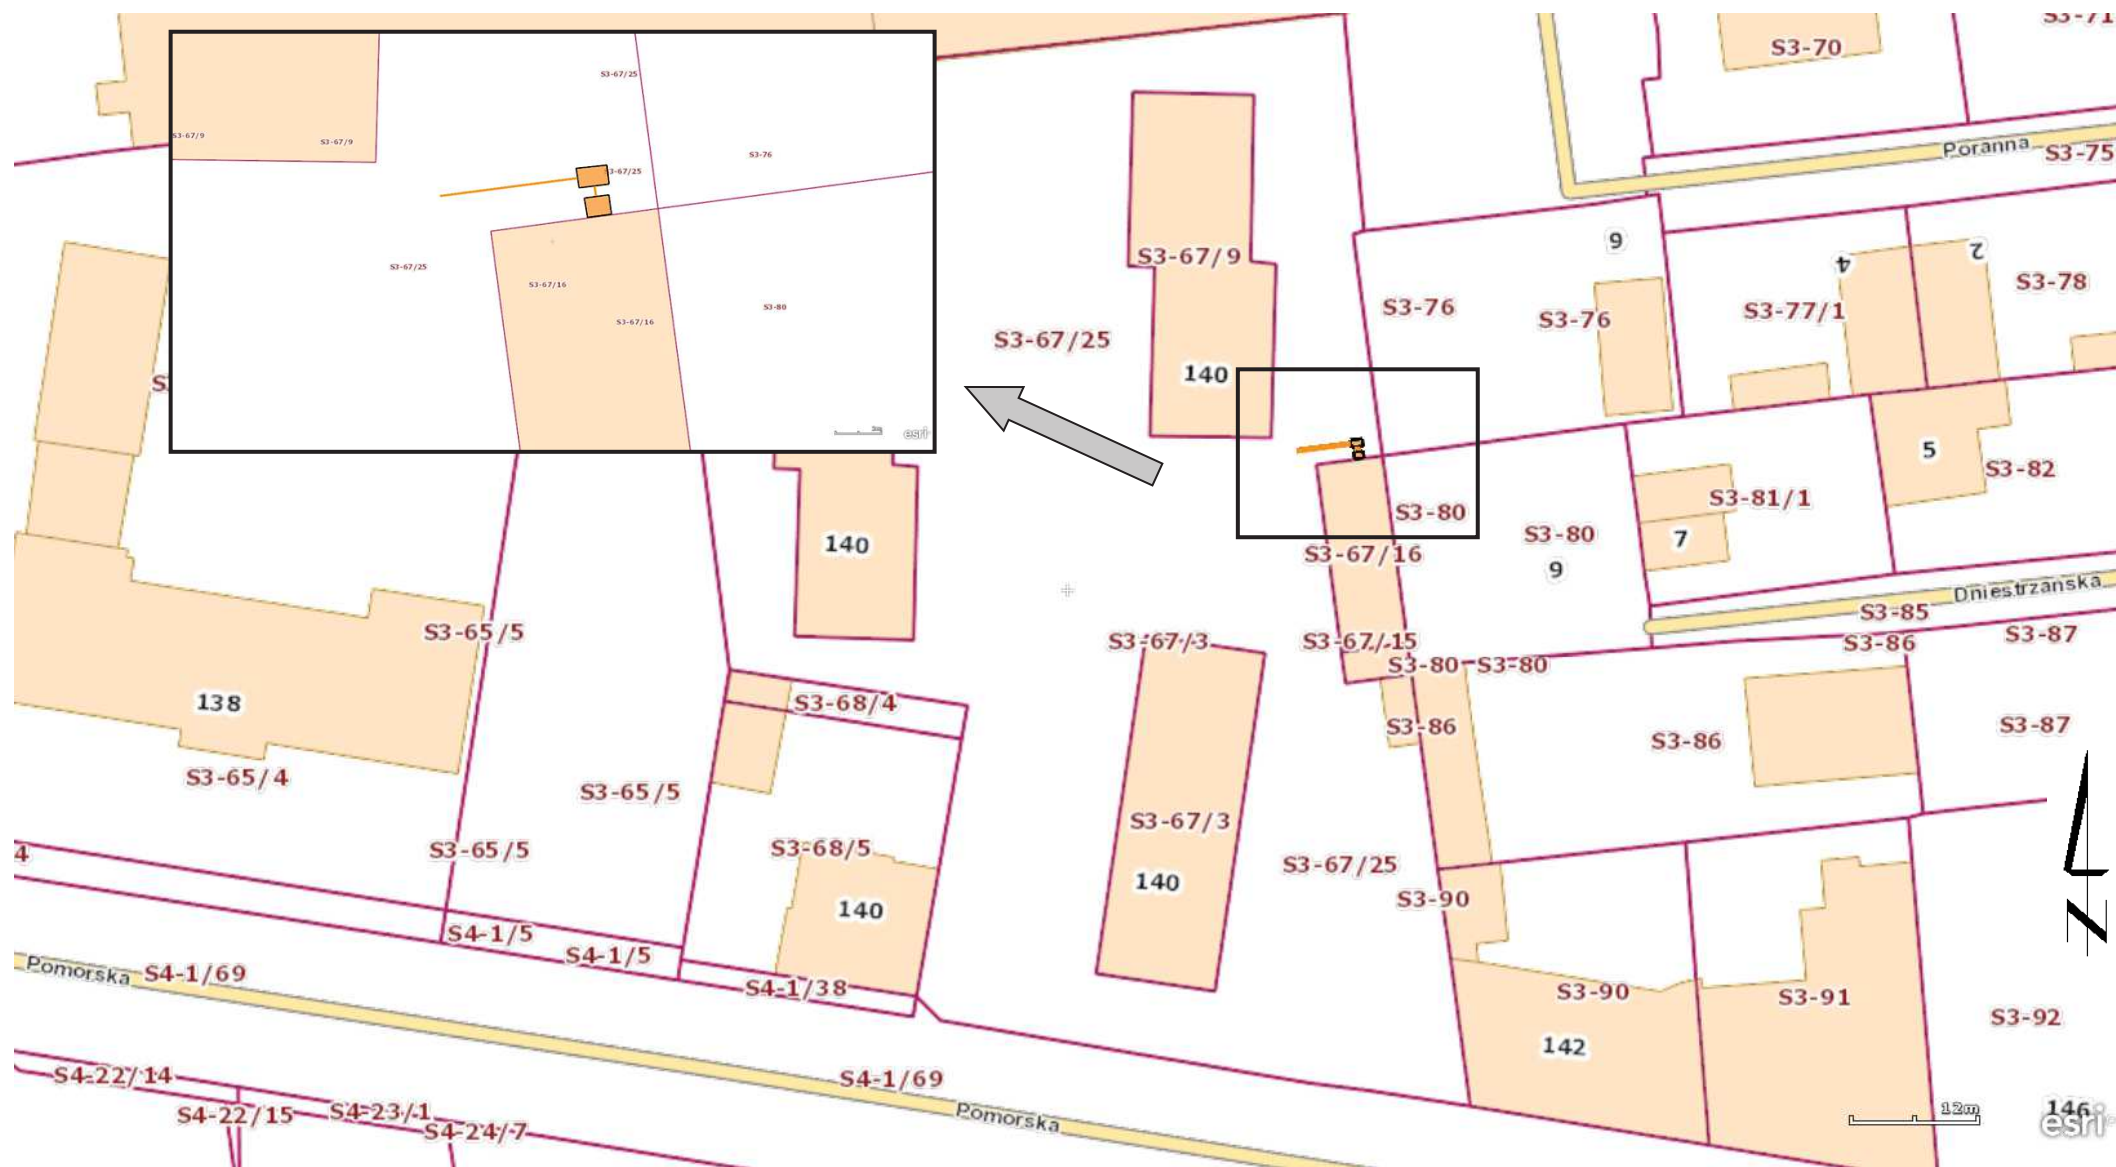 S3-71
S3-70
Poranna
S3-75
S3-67/25
S3-67/9
S3-67/9
S3-76
S3-67/25
S3-67/25
S3-67/16
S3-67/16
S3-80
esri
6
4
2
S3-67/9
S3-78
S3-76
S3-76
S3-77/1
S3-67/25
140
5
S3-82
S3-81/1
S3-80
S3-80
7
9
140
S3-67/16
Dniestrzańska
S3-85
S3-65/5
S3-67/3
S3-67/15
S3-86
S3-87
S3-80
S3-80
138
S3-68/4
S3-86
S3-86
S3-87
S3-65/4
S3-65/5
S3-67/3
S3-65/5
S3-68/5
4
S3-67/25
140
140
S3-90
S4-1/5
S4-1/5
Pomorska
S4-1/69
S4-1/38
S3-90
S3-91
S3-92
142
S4-22/14
S4-1/69
S4-22/15
S4-23/1
S4-24/7
Pomorska
12m
146
esri
N